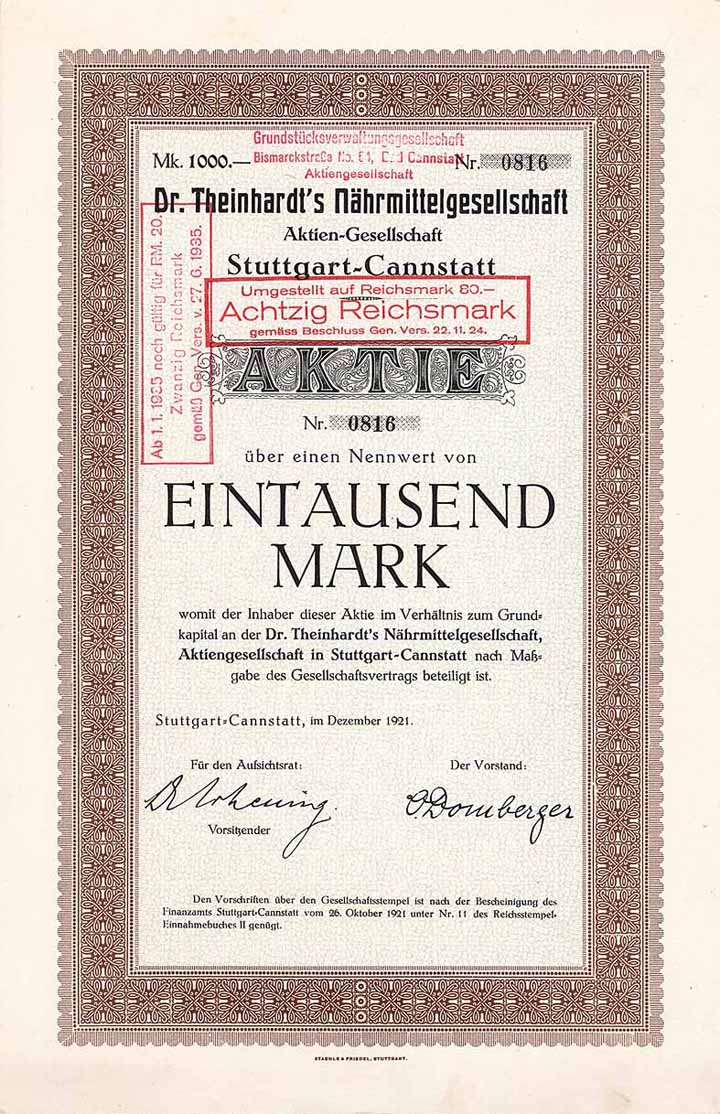 Grundstücksverwaltungsgesellschaft
Mk. 1000.— Bismarckstraße No. 61, Bad Cannstatt Nr. 0816
Aktiengesellschaft
Dr. Theinhardt's Nährmittelgesellschaft
Aktien-Gesellschaft
Stuttgart-Cannstatt
Umgestellt auf Reichsmark 80.—
Achtzig Reichsmark
gemäss Beschluss Gen. Vers. 22.11.24.
Ab 1.1.1935 noch gültig für RM. 20.
Zwanzig Reichsmark
gemäß Gen. Vers. v. 27.6.1935.
AKTIE
Nr. 0816
über einen Nennwert von
EINTAUSEND
MARK
womit der Inhaber dieser Aktie im Verhältnis zum Grund-
kapital an der Dr. Theinhardt's Nährmittelgesellschaft,
Aktiengesellschaft in Stuttgart-Cannstatt nach Maß-
gabe des Gesellschaftsvertrags beteiligt ist.
Stuttgart-Cannstatt, im Dezember 1921.
Für den Aufsichtsrat: Der Vorstand:
Domberger
Vorsitzender
Den Vorschriften über den Gesellschaftsstempel ist nach der Bescheinigung des
Finanzamts Stuttgart-Cannstatt vom 26. Oktober 1921 unter Nr. 11 des Reichsstempel-
Einnahmebuches II genügt.
STAEHLE & FRIEDEL, STUTTGART.